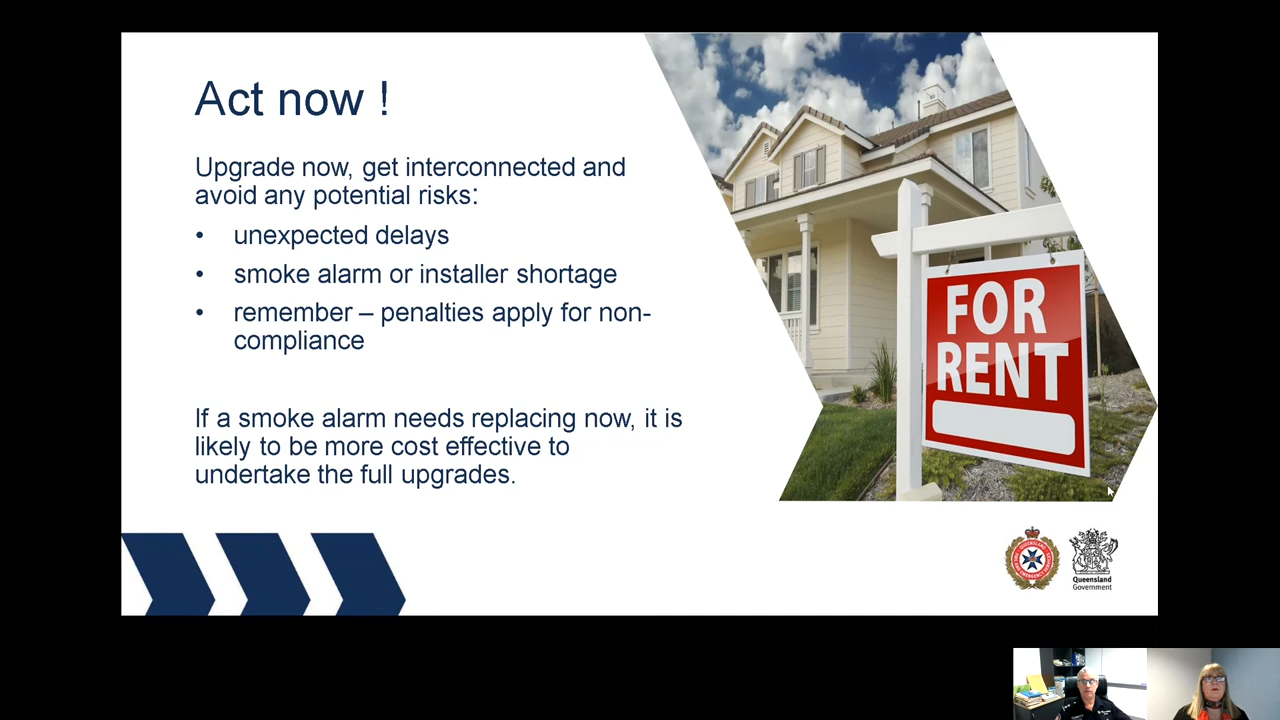 Act now !
Upgrade now, get interconnected and
avoid any potential risks:
• unexpected delays
• smoke alarm or installer shortage
• remember – penalties apply for non-
compliance
If a smoke alarm needs replacing now, it is
likely to be more cost effective to
undertake the full upgrades.
FOR
RENT
Queensland
Government